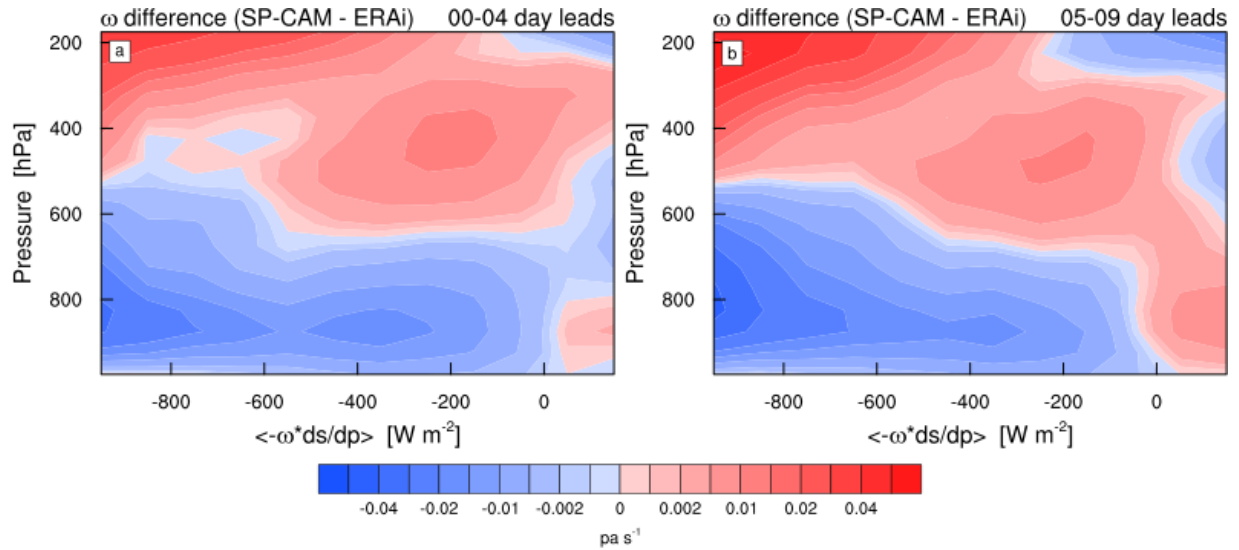 ω difference (SP-CAM - ERAi) 00-04 day leads
ω difference (SP-CAM - ERAi) 05-09 day leads
a
b
200
400
600
800
Pressure [hPa]
200
400
600
800
Pressure [hPa]
-800 -600 -400 -200 0
-800 -600 -400 -200 0
<-ω*ds/dp> [W m⁻²]
<-ω*ds/dp> [W m⁻²]
-0.04 -0.02 -0.01 -0.002 0 0.002 0.01 0.02 0.04
pa s⁻¹